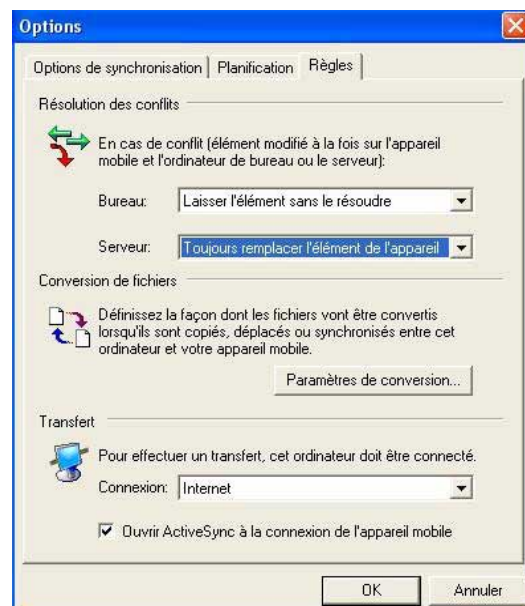 Options
Options de synchronisation Planification Règles
Résolution des conflits
En cas de conflit (élément modifié à la fois sur l'appareil
mobile et l'ordinateur de bureau ou le serveur):
Bureau: Laisser l'élément sans le résoudre
Serveur: Toujours remplacer l'élément de l'appareil
Conversion de fichiers
Définissez la façon dont les fichiers vont être convertis
lorsqu'ils sont copiés, déplacés ou synchronisés entre cet
ordinateur et votre appareil mobile.
Paramètres de conversion...
Transfert
Pour effectuer un transfert, cet ordinateur doit être connecté.
Connexion: Internet
Ouvrir ActiveSync à la connexion de l'appareil mobile
OK Annuler